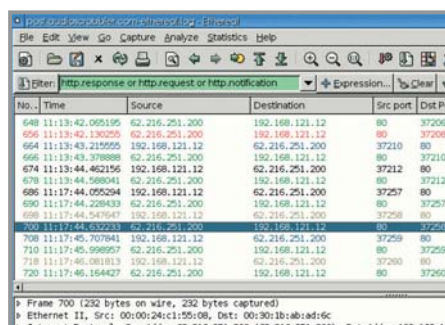 post.audioscrobbler.com-ethereal.log - Ethereal
File Edit View Go Capture Analyze Statistics Help
Filter: http.response or http.request or http.notification Expression... Clear
No. . Time Source Destination Src port Dst P
648 11:13:42.065195 62.216.251.200 192.168.121.12 80 37206
656 11:13:42.130255 62.216.251.200 192.168.121.12 80 37208
664 11:13:43.215555 192.168.121.12 62.216.251.200 37210 80
666 11:13:43.378888 62.216.251.200 192.168.121.12 80 37210
674 11:13:44.462156 192.168.121.12 62.216.251.200 37212 80
678 11:13:44.568041 62.216.251.200 192.168.121.12 80 37212
686 11:17:44.055294 192.168.121.12 62.216.251.200 37257 80
690 11:17:44.228433 62.216.251.200 192.168.121.12 80 37257
698 11:17:44.547647 192.168.121.12 62.216.251.200 37258 80
700 11:17:44.632233 62.216.251.200 192.168.121.12 80 37258
708 11:17:45.707841 192.168.121.12 62.216.251.200 37259 80
710 11:17:45.998957 62.216.251.200 192.168.121.12 80 37259
718 11:17:46.081813 192.168.121.12 62.216.251.200 37260 80
720 11:17:46.164427 62.216.251.200 192.168.121.12 80 37260
Frame 700 (232 bytes on wire, 232 bytes captured)
Ethernet II, Src: 00:00:24:c1:55:08, Dst: 00:30:1b:ab:ad:6c